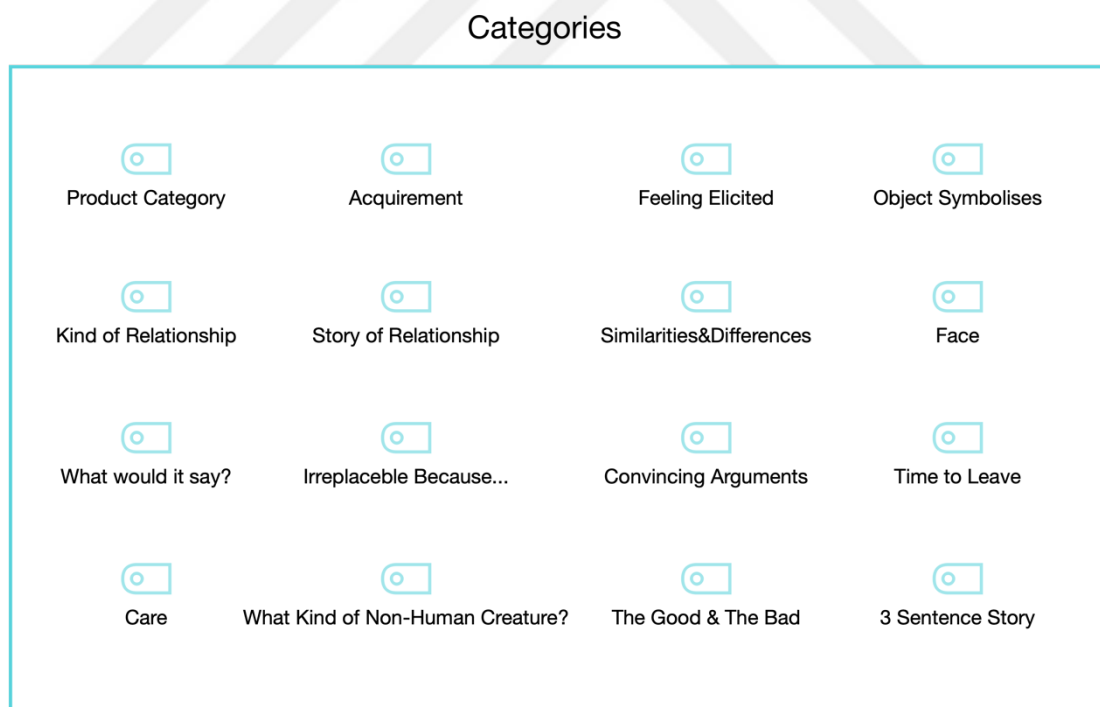 Categories
Product Category
Acquirement
Feeling Elicited
Object Symbolises
Kind of Relationship
Story of Relationship
Similarities&Differences
Face
What would it say?
Irreplaceble Because...
Convincing Arguments
Time to Leave
Care
What Kind of Non-Human Creature?
The Good & The Bad
3 Sentence Story